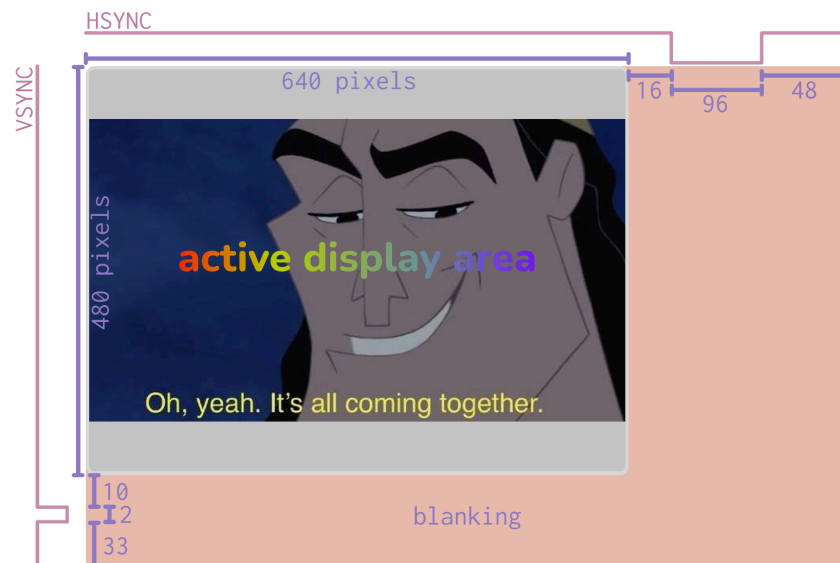 HSYNC
VSYNC
640 pixels
16
96
48
480 pixels
active display area
Oh, yeah. It's all coming together.
10
2
33
blanking